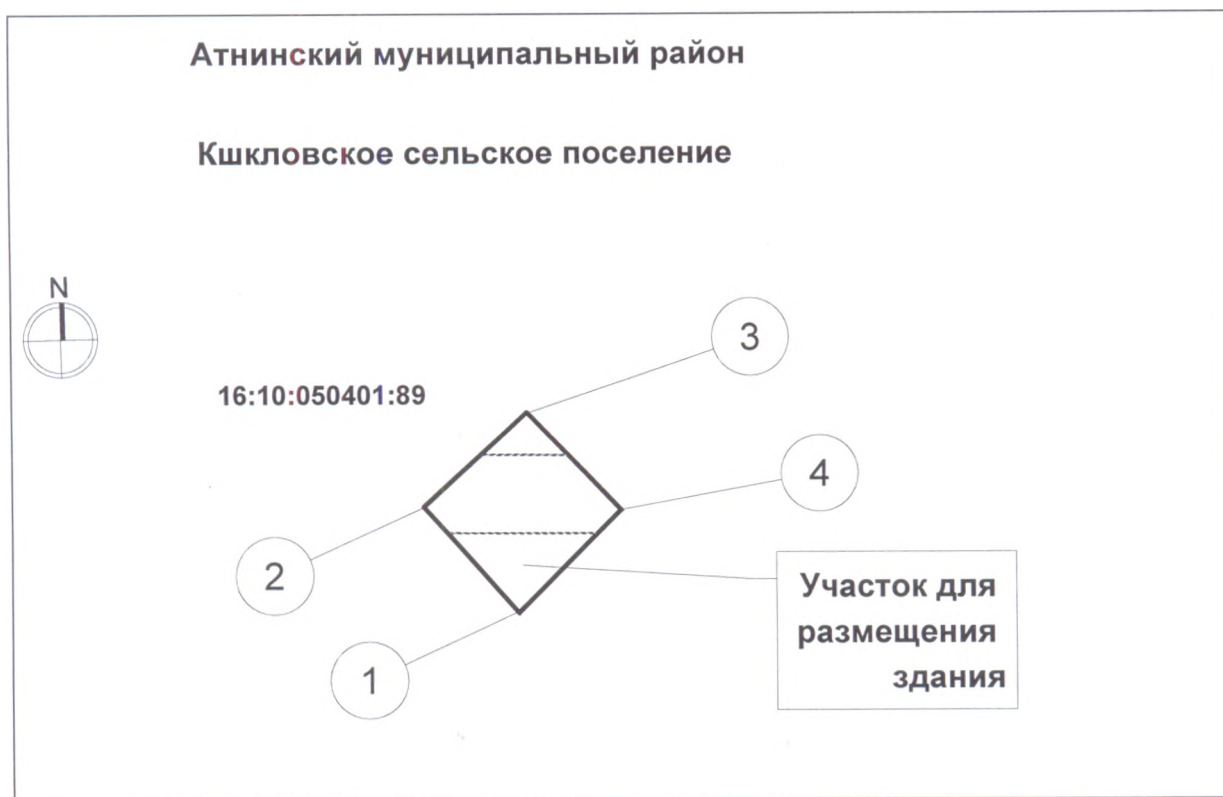 Атнинский муниципальный район
Кшкловское сельское поселение
N
3
16:10:050401:89
4
2
Участок для
размещения
здания
1